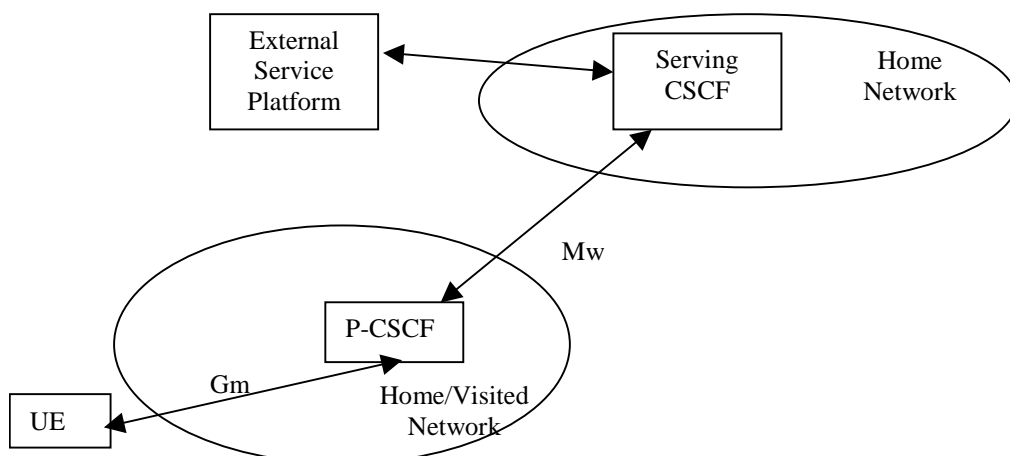 External
Service
Platform
Serving
CSCF
Home
Network
Mw
P-CSCF
Gm
Home/Visited
Network
UE